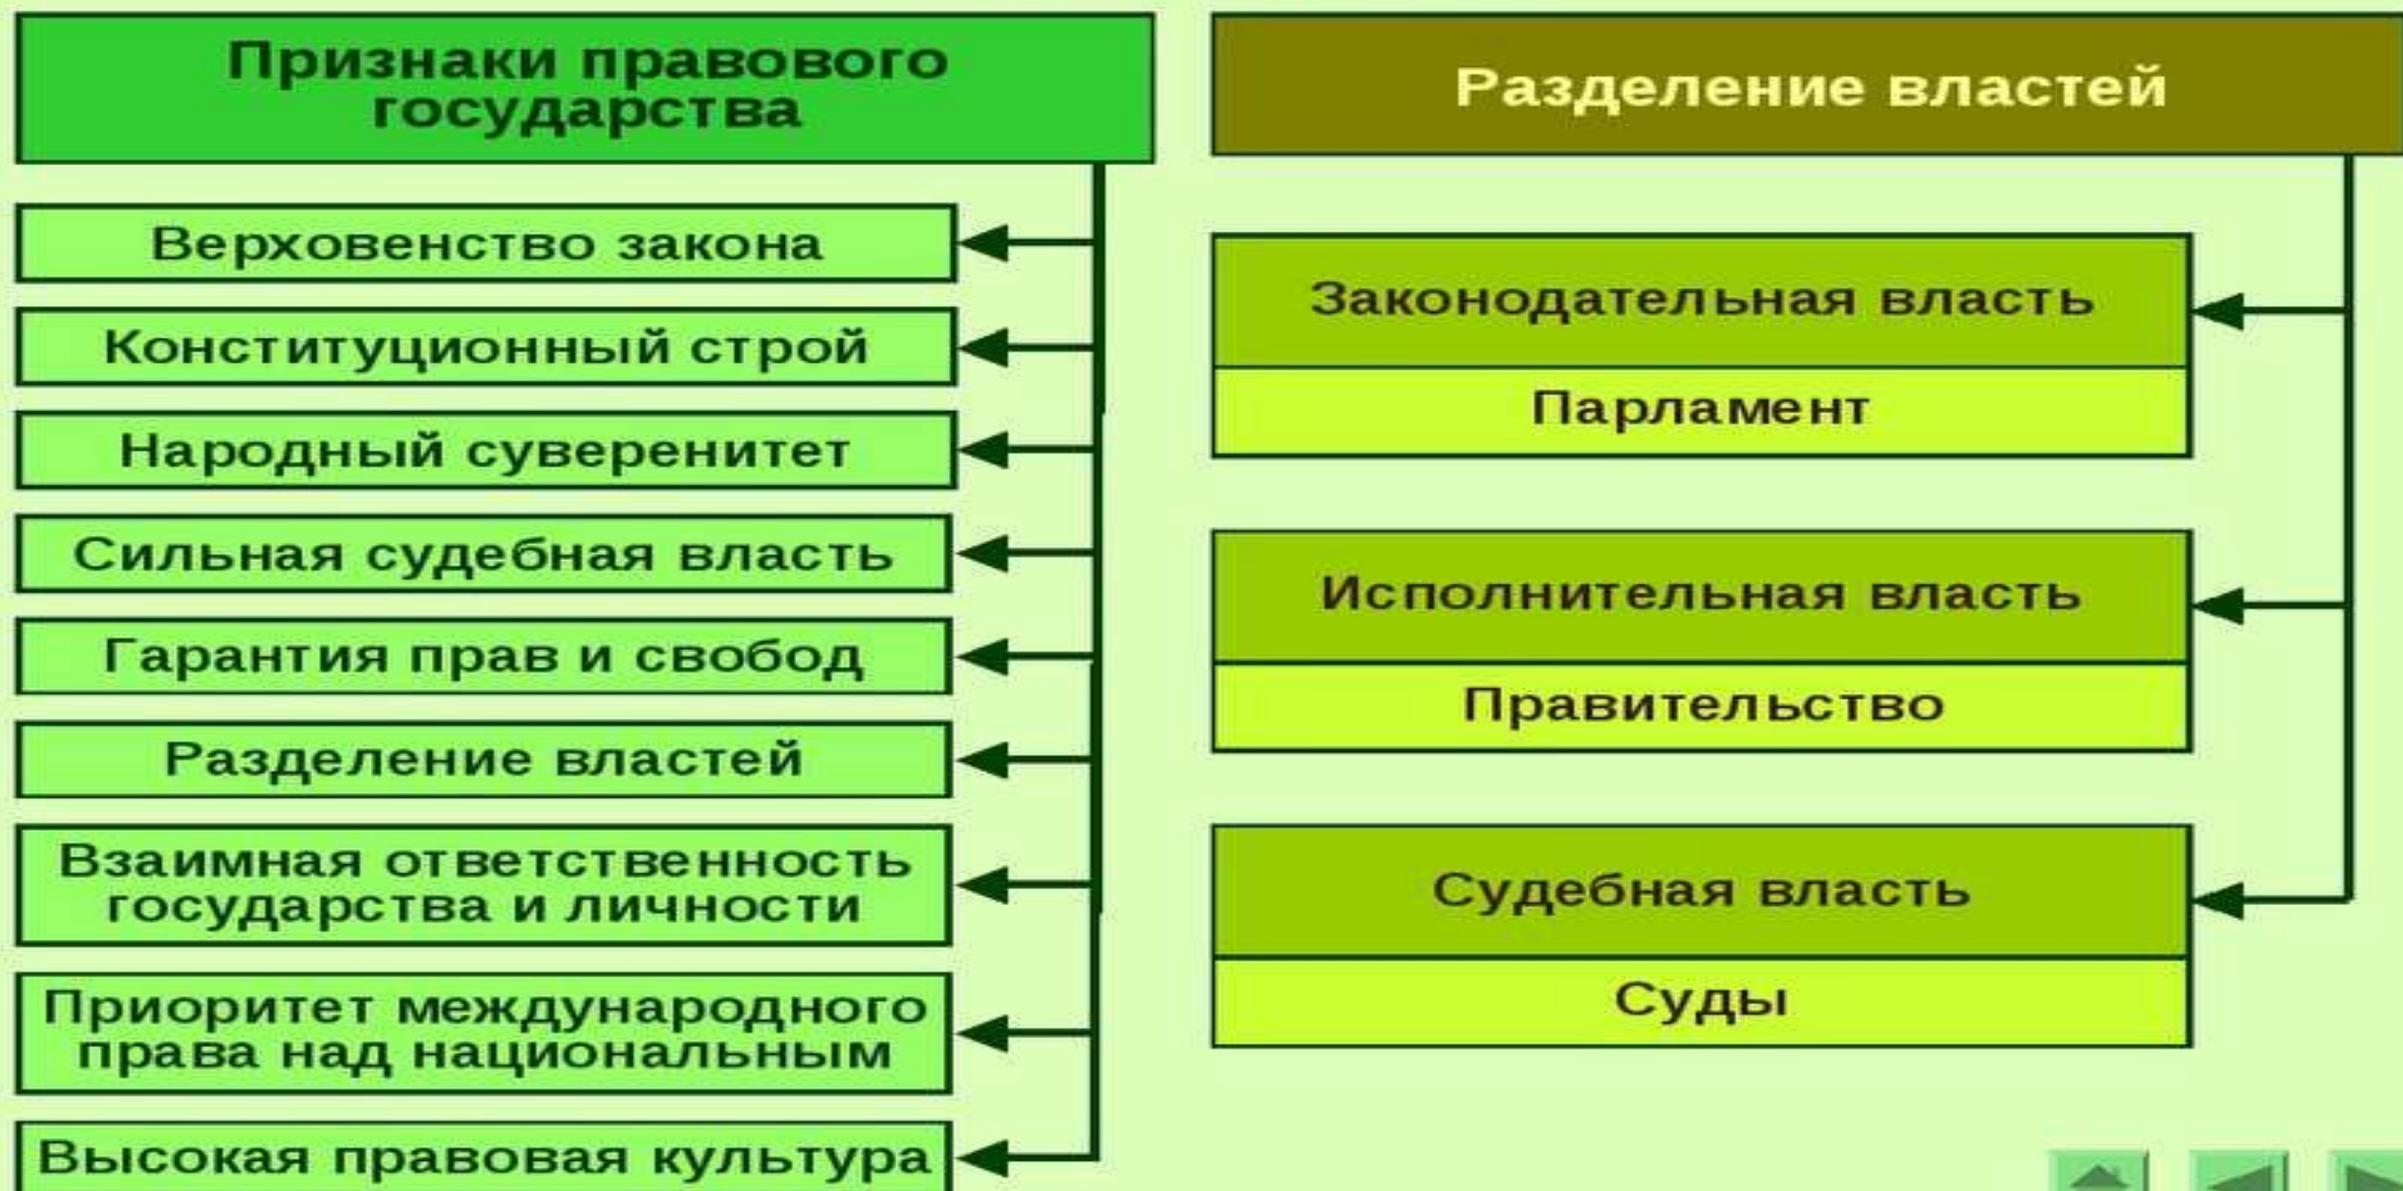 Признаки правового
государства
Верховенство закона
Конституционный строй
Народный суверенитет
Сильная судебная власть
Гарантия прав и свобод
Разделение властей
Взаимная ответственность
государства и личности
Приоритет международного
права над национальным
Высокая правовая культура
Разделение властей
Законодательная власть
Парламент
Исполнительная власть
Правительство
Судебная власть
Суды